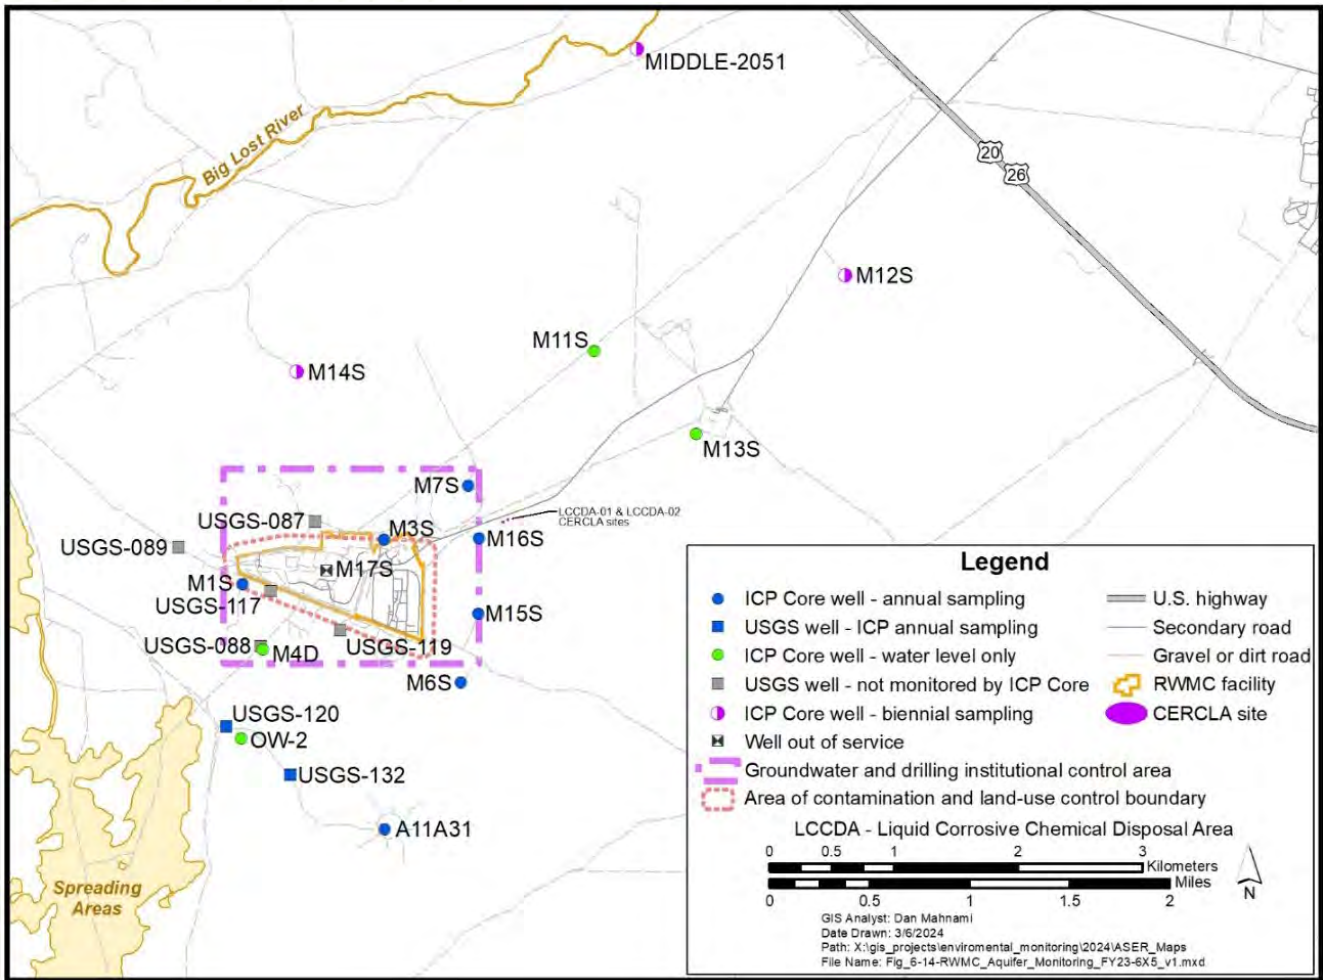 MIDDLE-2051
Big Lost River
20
26
M12S
M11S
M14S
M13S
M7S
LCCDA-01 & LCCDA-02
CERCLA sites
USGS-087
M3S
M16S
USGS-089
M17S
M1S
USGS-117
M15S
USGS-088
M4D
USGS-119
M6S
USGS-120
OW-2
USGS-132
A11A31
Spreading
Areas
Legend
ICP Core well - annual sampling
USGS well - ICP annual sampling
ICP Core well - water level only
USGS well - not monitored by ICP Core
ICP Core well - biennial sampling
Well out of service
Groundwater and drilling institutional control area
Area of contamination and land-use control boundary
U.S. highway
Secondary road
Gravel or dirt road
RWMC facility
CERCLA site
LCCDA - Liquid Corrosive Chemical Disposal Area
0 0.5 1 2 3
Kilometers
Miles
0 0.5 1 1.5 2
N
GIS Analyst: Dan Mahnami
Date Drawn: 3/6/2024
Path: X:\gis_projects\enviromental_monitoring\2024\ASER_Maps
File Name: Fig_6-14-RWMC_Aquifer_Monitoring_FY23-6X5_v1.mxd